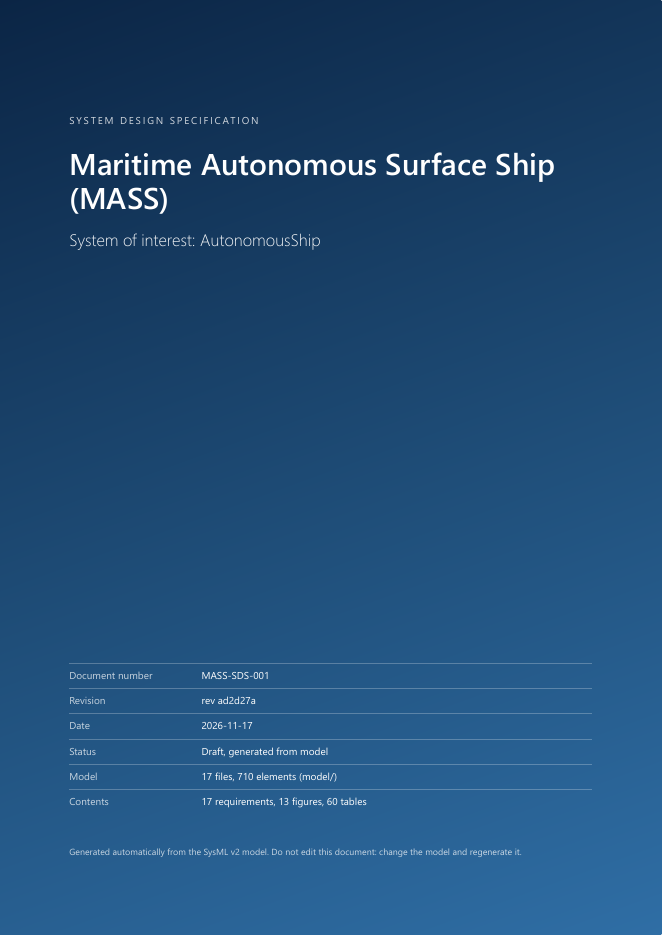 SYSTEM DESIGN SPECIFICATION
Maritime Autonomous Surface Ship
(MASS)
System of interest: AutonomousShip
Document number MASS-SDS-001
Revision rev ad2d27a
Date 2026-11-17
Status Draft, generated from model
Model 17 files, 710 elements (model/)
Contents 17 requirements, 13 figures, 60 tables
Generated automatically from the SysML v2 model. Do not edit this document: change the model and regenerate it.